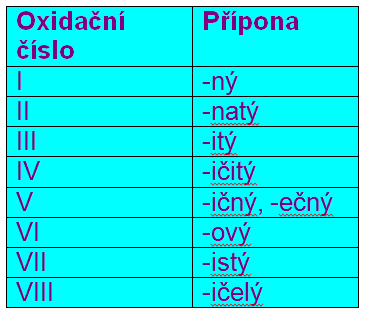 Oxidační číslo Přípona
I -ný
II -natý
III -itý
IV -ičitý
V -ičný, -ečný
VI -ový
VII -istý
VIII -ičelý